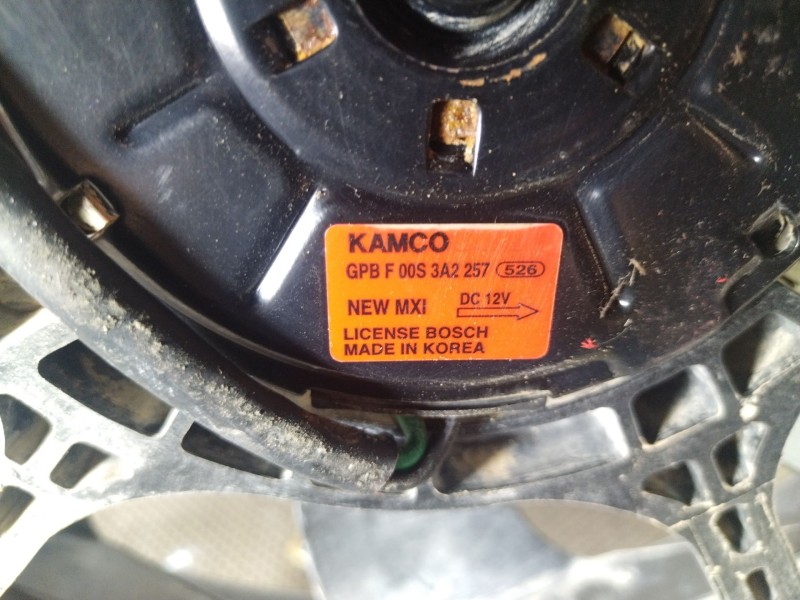 KAMCO
GPB F 00S 3A2 257 526
NEW MXI DC 12V
LICENSE BOSCH
MADE IN KOREA